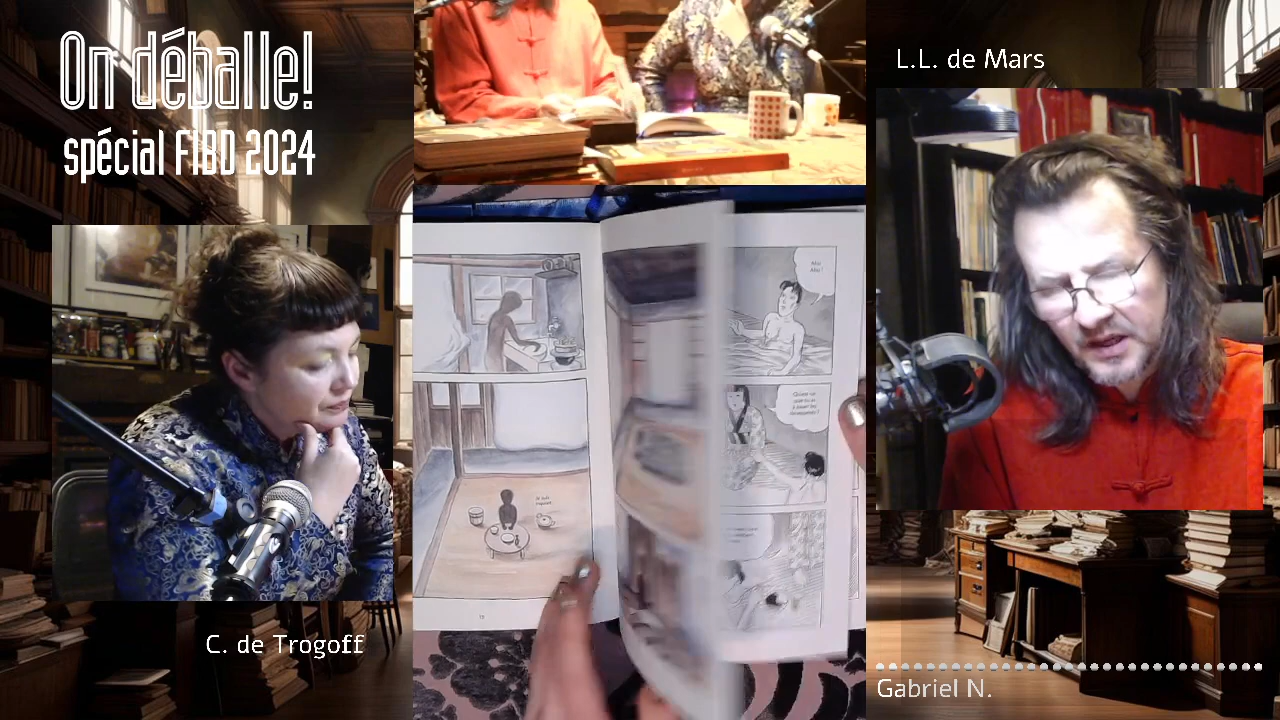 On déballe!
spécial FIBD 2024
C. de Trogoff
L.L. de Mars
Gabriel N.